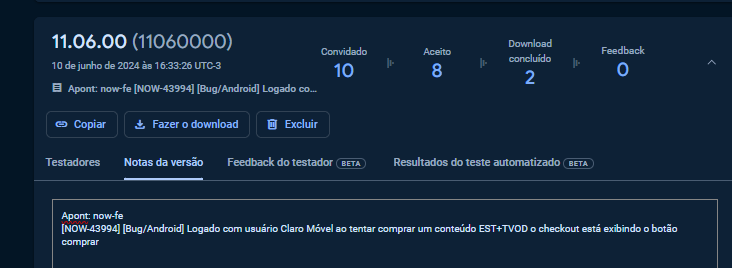 11.06.00 (11060000)
10 de junho de 2024 às 16:33:26 UTC-3
Apont: now-fe [NOW-43994] [Bug/Android] Logado co...
Convidado
10
Aceito
8
Download
concluído
2
Feedback
0
Copiar
Fazer o download
Excluir
Testadores
Notas da versão
Feedback do testador BETA
Resultados do teste automatizado BETA
Apont: now-fe
[NOW-43994] [Bug/Android] Logado com usuário Claro Móvel ao tentar comprar um conteúdo EST+TVOD o checkout está exibindo o botão
comprar